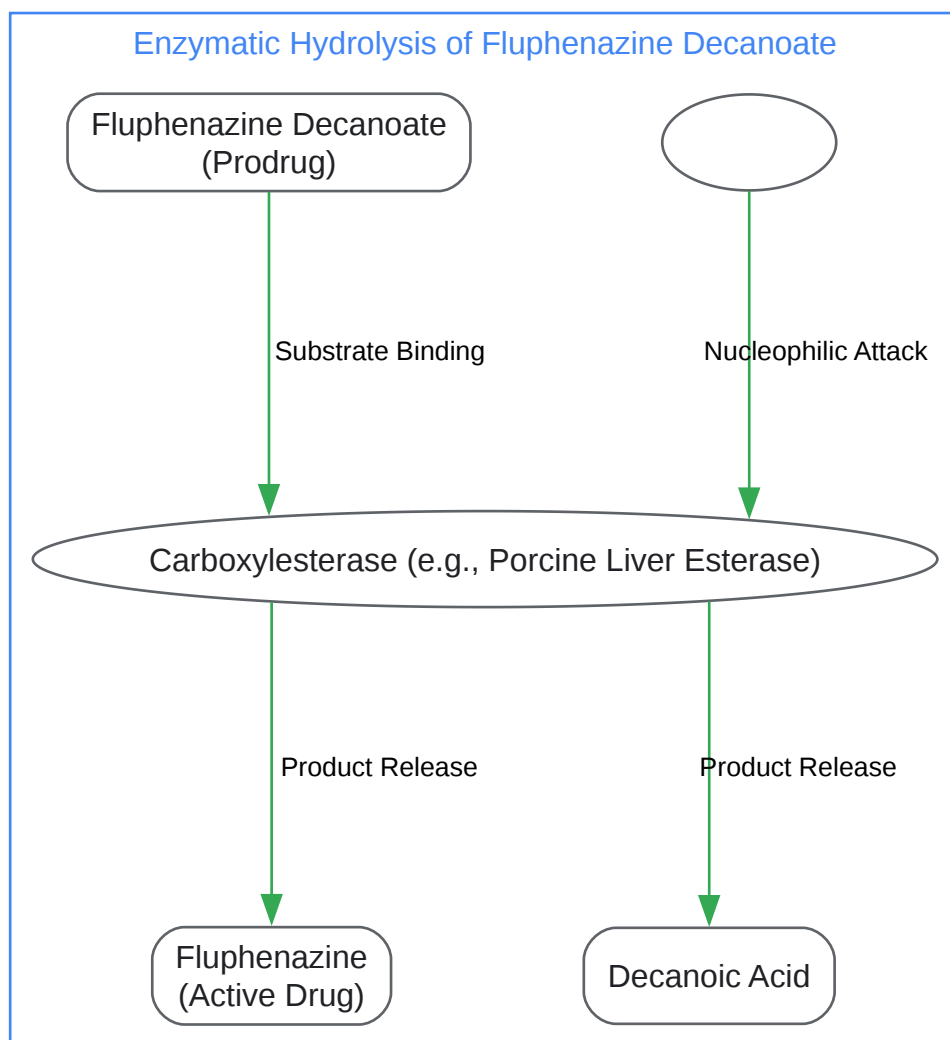 Enzymatic Hydrolysis of Fluphenazine Decanoate
Fluphenazine Decanoate
(Prodrug)
Substrate Binding
Nucleophilic Attack
Carboxylesterase (e.g., Porcine Liver Esterase)
Product Release
Product Release
Fluphenazine
(Active Drug)
Decanoic Acid